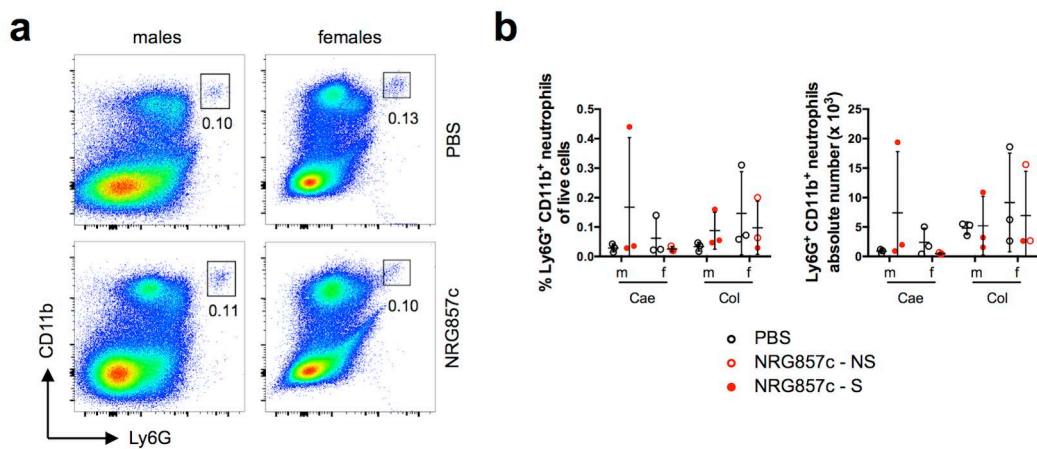 a
males
females
0.10
0.13
PBS
0.11
0.10
NRG857c
CD11b
Ly6G
b
% Ly6G+ CD11b+ neutrophils
of live cells
0.5
0.4
0.3
0.2
0.1
0.0
m
f
m
f
Cae
Col
Ly6G+ CD11b+ neutrophils
absolute number (x 103)
25
20
15
10
5
0
m
f
m
f
Cae
Col
PBS
NRG857c - NS
NRG857c - S